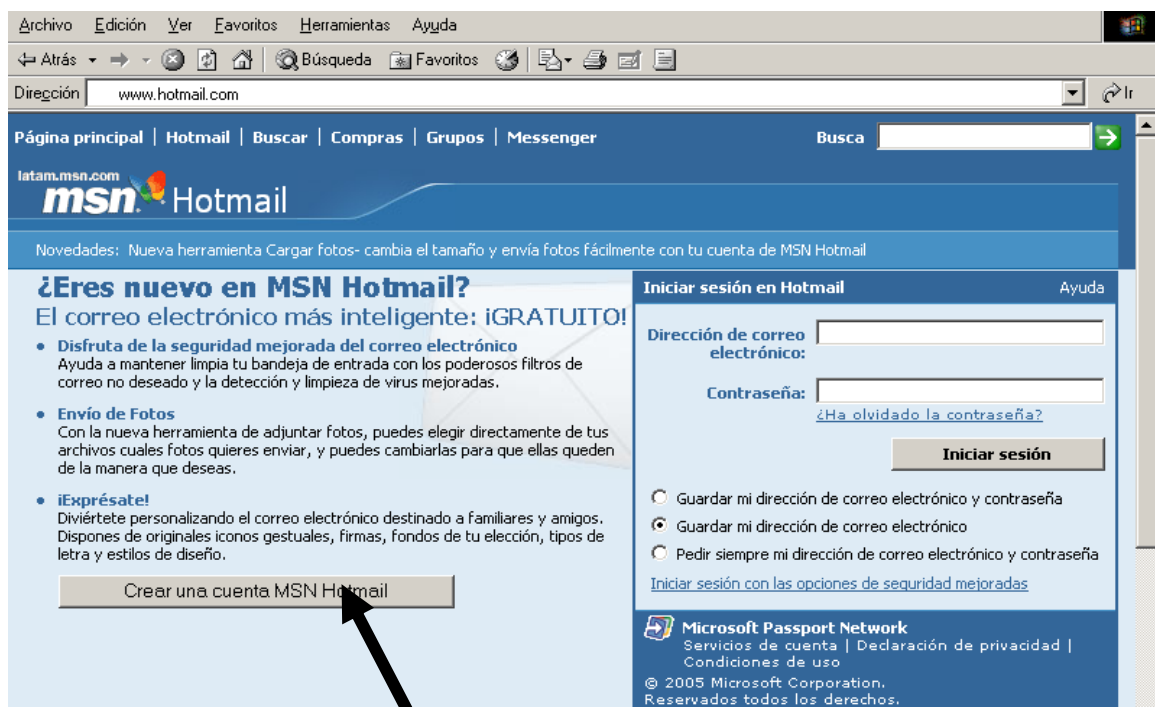 Archivo Edición Ver Favoritos Herramientas Ayuda
Atrás Búsqueda Favoritos
Dirección www.hotmail.com Ir
Página principal | Hotmail | Buscar | Compras | Grupos | Messenger Busca
latam.msn.com
msn Hotmail
Novedades: Nueva herramienta Cargar fotos- cambia el tamaño y envía fotos fácilmente con tu cuenta de MSN Hotmail
¿Eres nuevo en MSN Hotmail?
El correo electrónico más inteligente: ¡GRATUITO!
• Disfruta de la seguridad mejorada del correo electrónico
Ayuda a mantener limpia tu bandeja de entrada con los poderosos filtros de
correo no deseado y la detección y limpieza de virus mejoradas.
• Envío de Fotos
Con la nueva herramienta de adjuntar fotos, puedes elegir directamente de tus
archivos cuales fotos quieres enviar, y puedes cambiarlas para que ellas queden
de la manera que deseas.
• ¡Exprésate!
Diviértete personalizando el correo electrónico destinado a familiares y amigos.
Dispones de originales iconos gestuales, firmas, fondos de tu elección, tipos de
letra y estilos de diseño.
Crear una cuenta MSN Hotmail
Iniciar sesión en Hotmail Ayuda
Dirección de correo
electrónico:
Contraseña:
¿Ha olvidado la contraseña?
Iniciar sesión
Guardar mi dirección de correo electrónico y contraseña
Guardar mi dirección de correo electrónico
Pedir siempre mi dirección de correo electrónico y contraseña
Iniciar sesión con las opciones de seguridad mejoradas
Microsoft Passport Network
Servicios de cuenta | Declaración de privacidad |
Condiciones de uso
© 2005 Microsoft Corporation.
Reservados todos los derechos.